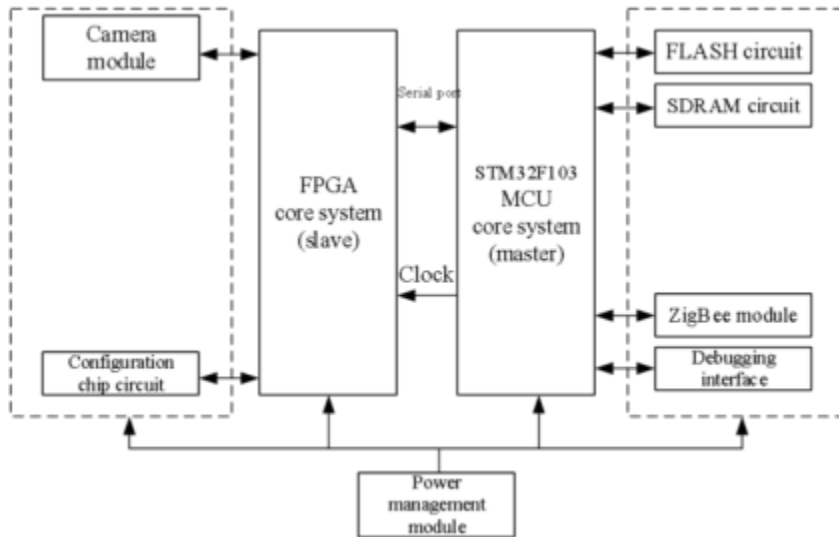 Camera
module
Configuration
chip circuit
FPGA
core system
(slave)
Serial port
Clock
STM32F103
MCU
core system
(master)
FLASH circuit
SDRAM circuit
ZigBee module
Debugging
interface
Power
management
module